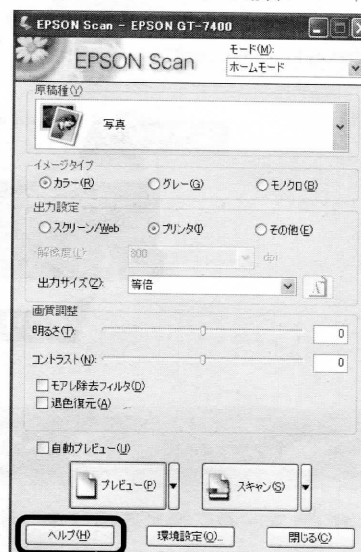 EPSON Scan - EPSON GT-7400
EPSON Scan
モード(M):
ホームモード
原稿種(Y)
写真
イメージタイプ
カラー(R) グレー(G) モノクロ(B)
出力設定
スクリーン/Web プリンタ(I) その他(E)
解像度(L): 300 dpi
出力サイズ(Z): 等倍
画質調整
明るさ(T): 0
コントラスト(N): 0
モアレ除去フィルタ(D)
退色復元(A)
自動プレビュー(U)
プレビュー(P) スキャン(S)
ヘルプ(H) 環境設定(O)... 閉じる(C)